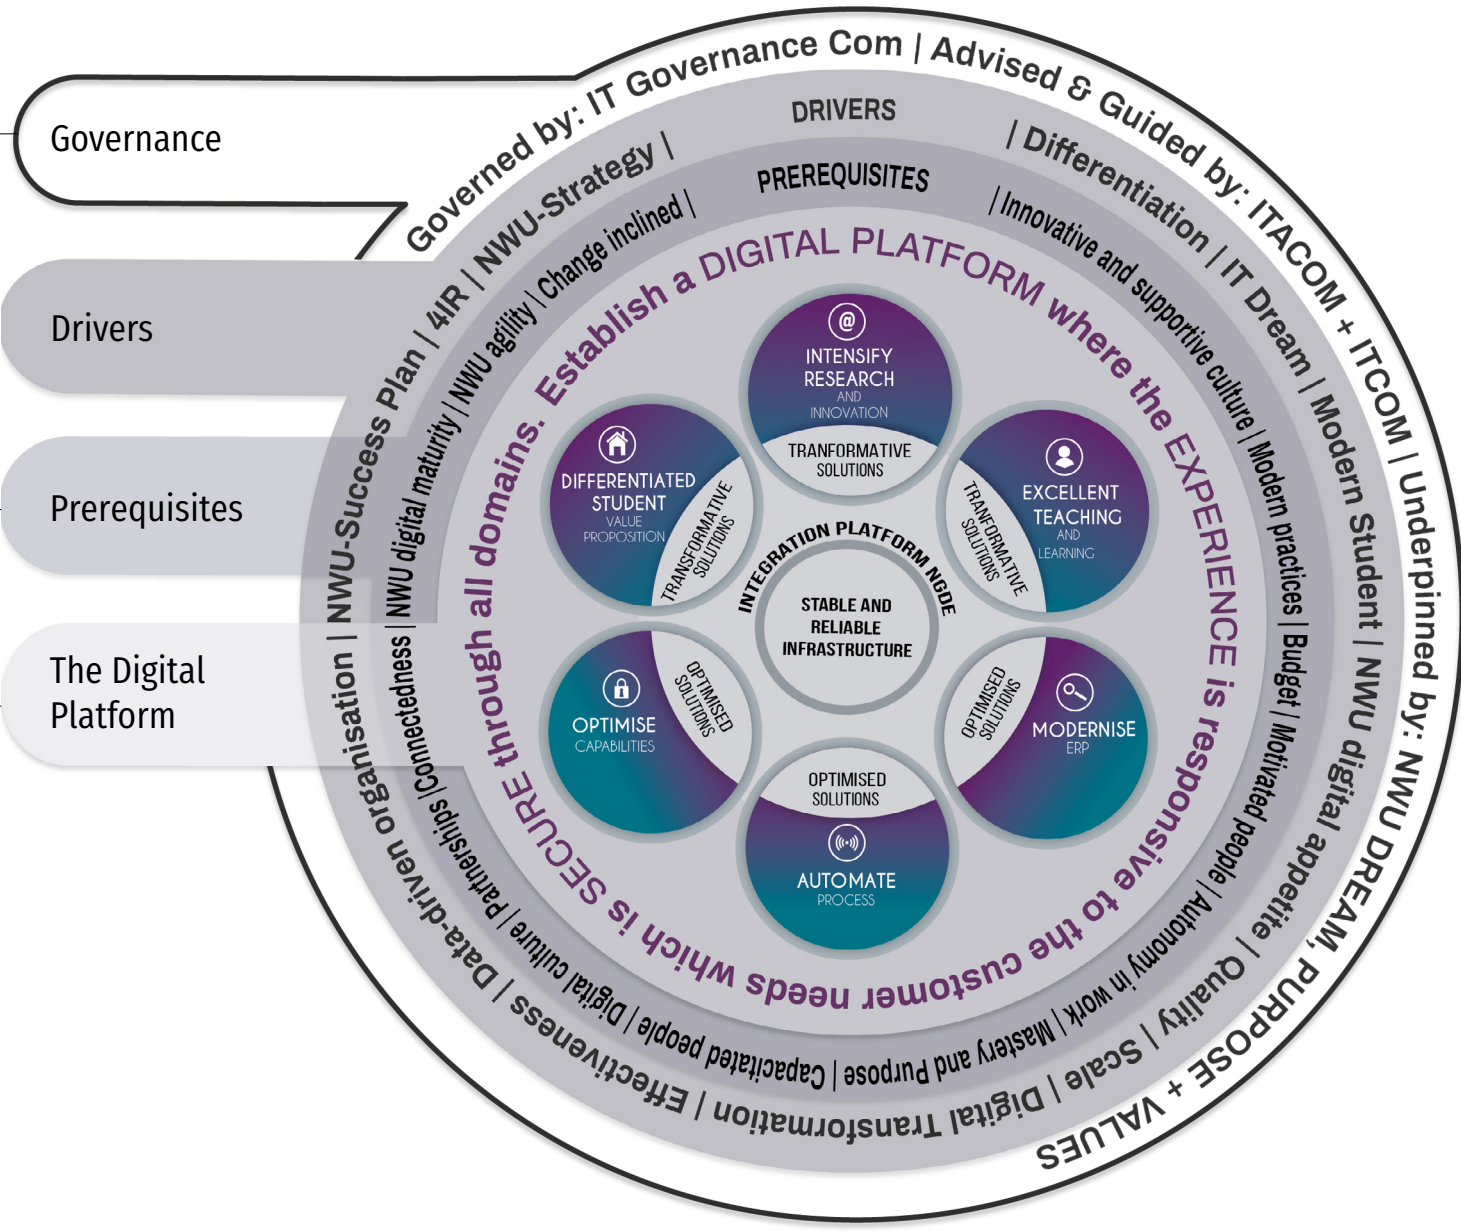 Governance
Drivers
Prerequisites
The Digital
Platform
Governed by: IT Governance Com | Advised & Guided by: ITACOM + ITCOM | Underpinned by: NWU DREAM, PURPOSE + VALUES
DRIVERS
| Differentiation | IT Dream | Modern Student | NWU digital appetite | Quality | Scale | Digital Transformation | Effectiveness | Data-driven organisation | NWU-Success Plan | 4IR | NWU-Strategy |
PREREQUISITES
| Innovative and supportive culture | Modern practices | Budget | Motivated people | Autonomy in work | Mastery and Purpose | Capacitated people | Digital culture | Partnerships |Connectedness | NWU digital maturity | NWU agility | Change inclined |
Establish a DIGITAL PLATFORM where the EXPERIENCE is responsive to the customer needs which is SECURE through all domains.
@
INTENSIFY
RESEARCH
AND
INNOVATION
TRANFORMATIVE
SOLUTIONS
EXCELLENT
TEACHING
AND
LEARNING
TRANFORMATIVE
SOLUTIONS
MODERNISE
ERP
OPTIMISED
SOLUTIONS
OPTIMISED
SOLUTIONS
AUTOMATE
PROCESS
OPTIMISE
CAPABILITIES
OPTIMISED
SOLUTIONS
DIFFERENTIATED
STUDENT
VALUE
PROPOSITION
TRANSFORMATIVE
SOLUTIONS
INTEGRATION PLATFORM NGDE
STABLE AND
RELIABLE
INFRASTRUCTURE